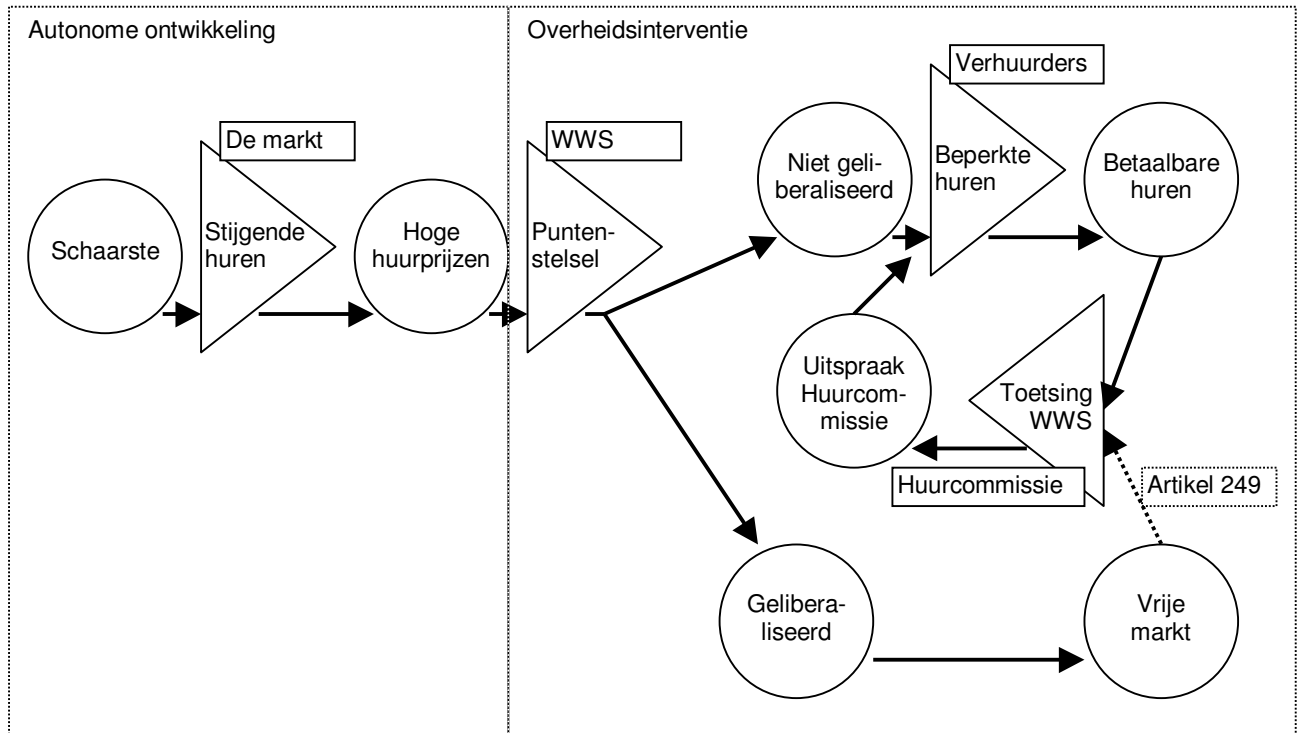 Autonome ontwikkeling
Overheidsinterventie
De markt
Schaarste
Stijgende
huren
Hoge
huurprijzen
WWS
Punten-
stelsel
Niet geli-
beraliseerd
Verhuurders
Beperkte
huren
Betaalbare
huren
Uitspraak
Huurcom-
missie
Toetsing
WWS
Huurcommissie
Artikel 249
Gelibera-
liseerd
Vrije
markt